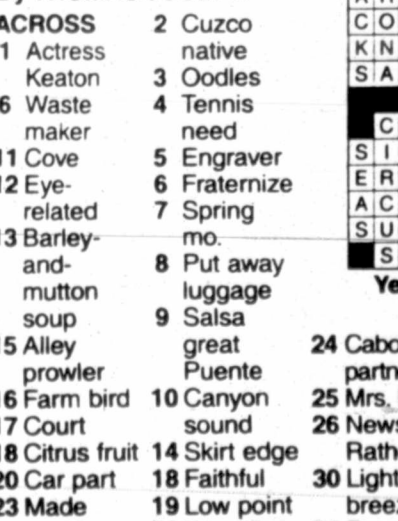 ACROSS
1 Actress
Keaton
6 Waste
maker
11 Cove
12 Eye-
related
13 Barley-
and-
mutton
soup
15 Alley
prowler
16 Farm bird
17 Court
18 Citrus fruit
20 Car part
23 Made
2 Cuzco
native
3 Oodles
4 Tennis
need
5 Engraver
6 Fraternize
7 Spring
mo.
8 Put away
luggage
9 Salsa
great
Puente
10 Canyon
sound
14 Skirt edge
18 Faithful
19 Low point
C O
K N
S A
C
S I
E R
A C
S U
S
Ye
24 Cabo
partn
25 Mrs.
26 News
Rath
30 Light
breez